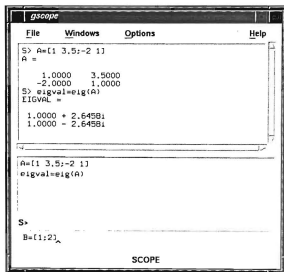 gscope
File Windows Options Help
S> A=[1 3.5;-2 1]
A =
1.0000 3.5000
-2.0000 1.0000
S> eigval=eig(A)
EIGVAL =
1.0000 + 2.6458i
1.0000 - 2.6458i
A=[1 3.5;-2 1]
eigval=eig(A)
S>
B=[1;2]
SCOPE